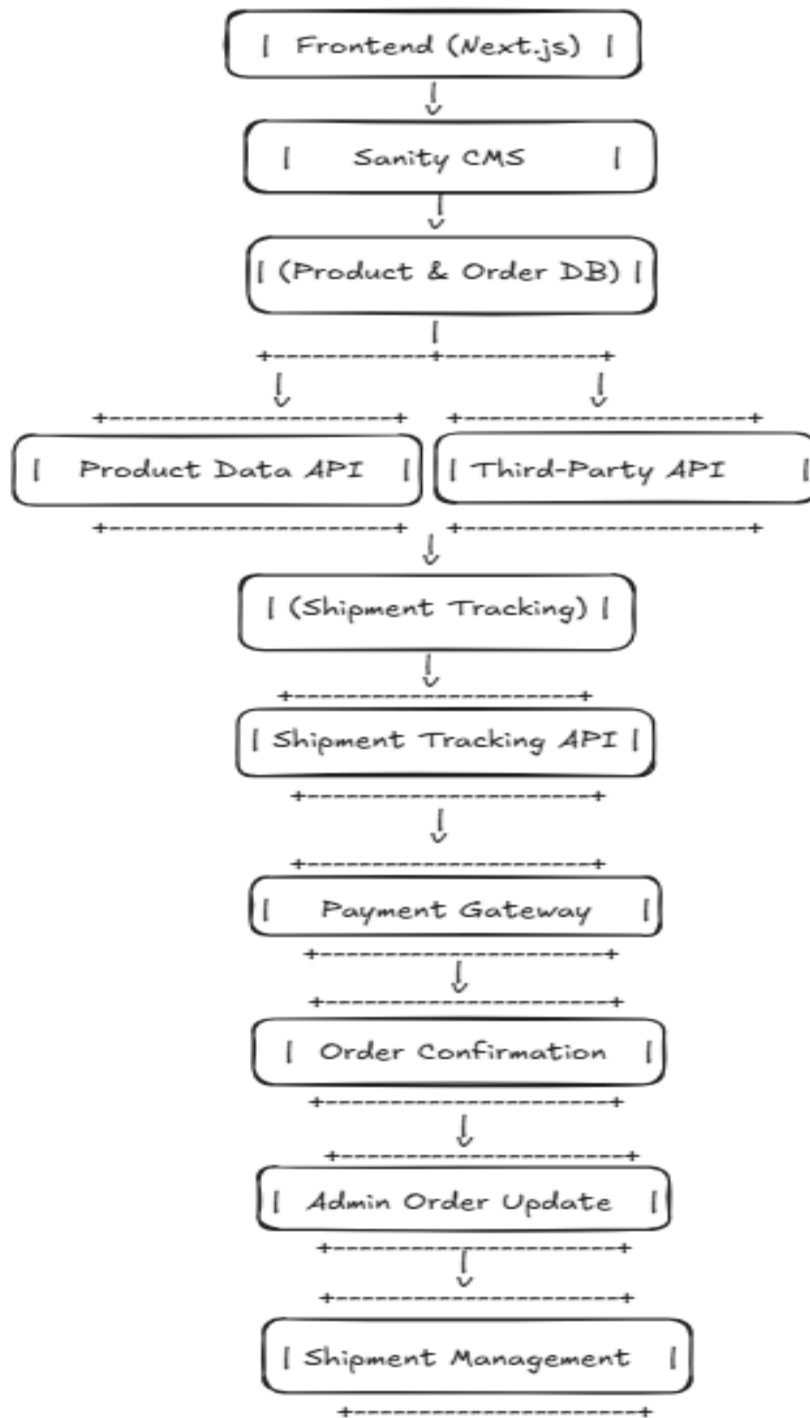 | Frontend (Next.js) |
| Sanity CMS |
| (Product & Order DB) |
+------------+------------+
+----------------------+ +----------------------+
| Product Data API | | Third-Party API |
+----------------------+ +----------------------+
| (Shipment Tracking) |
+----------------------+
| Shipment Tracking API |
+----------------------+
+----------------------+
| Payment Gateway |
+----------------------+
+----------------------+
| Order Confirmation |
+----------------------+
+----------------------+
| Admin Order Update |
+----------------------+
+----------------------+
| Shipment Management |
+----------------------+